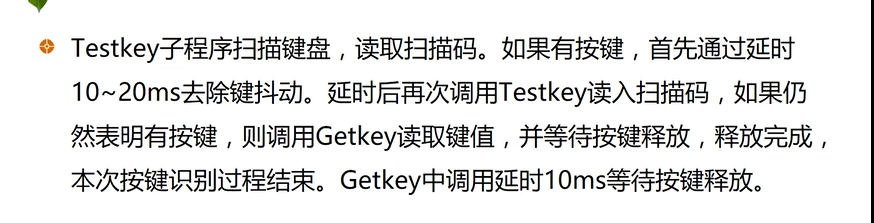 Testkey子程序扫描键盘，读取扫描码。如果有按键，首先通过延时
10~20ms去除键抖动。延时后再次调用Testkey读入扫描码，如果仍
然表明有按键，则调用Getkey读取键值，并等待按键释放，释放完成，
本次按键识别过程结束。Getkey中调用延时10ms等待按键释放。